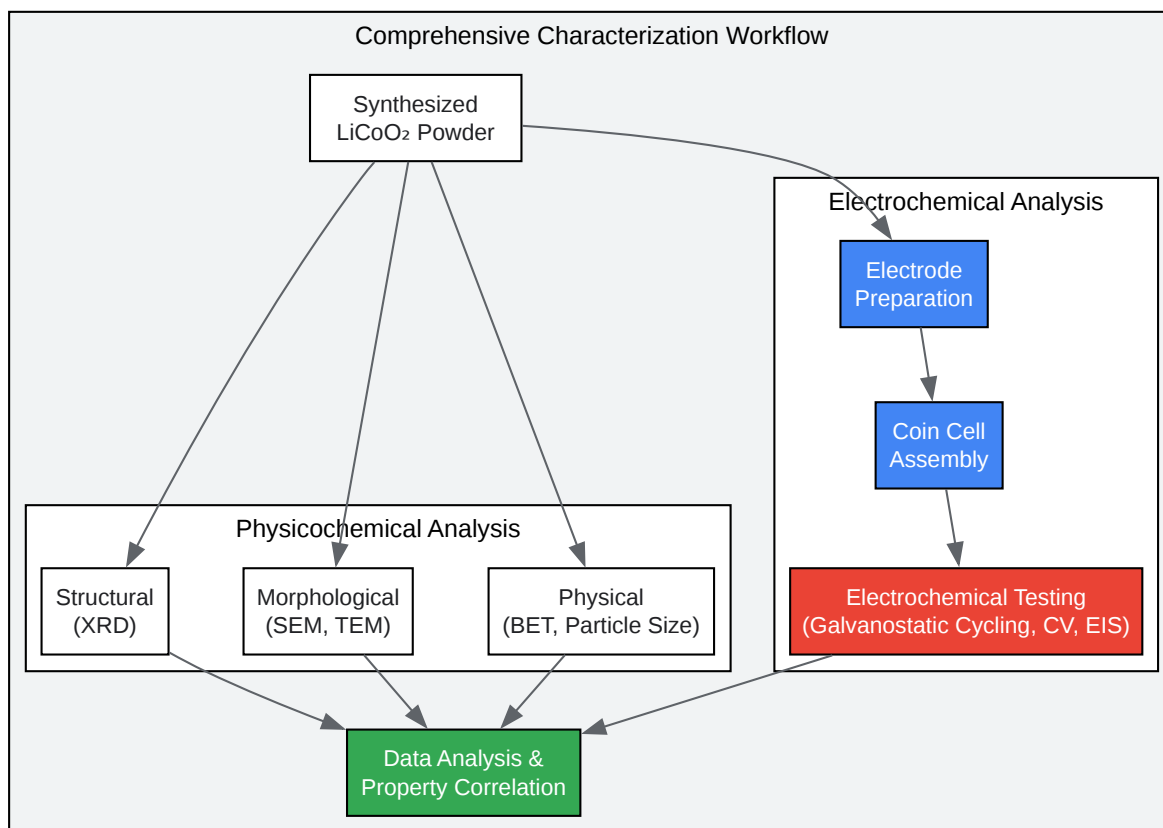 Comprehensive Characterization Workflow
Synthesized
LiCoO₂ Powder
Electrochemical Analysis
Electrode
Preparation
Coin Cell
Assembly
Physicochemical Analysis
Structural
(XRD)
Morphological
(SEM, TEM)
Physical
(BET, Particle Size)
Electrochemical Testing
(Galvanostatic Cycling, CV, EIS)
Data Analysis &
Property Correlation